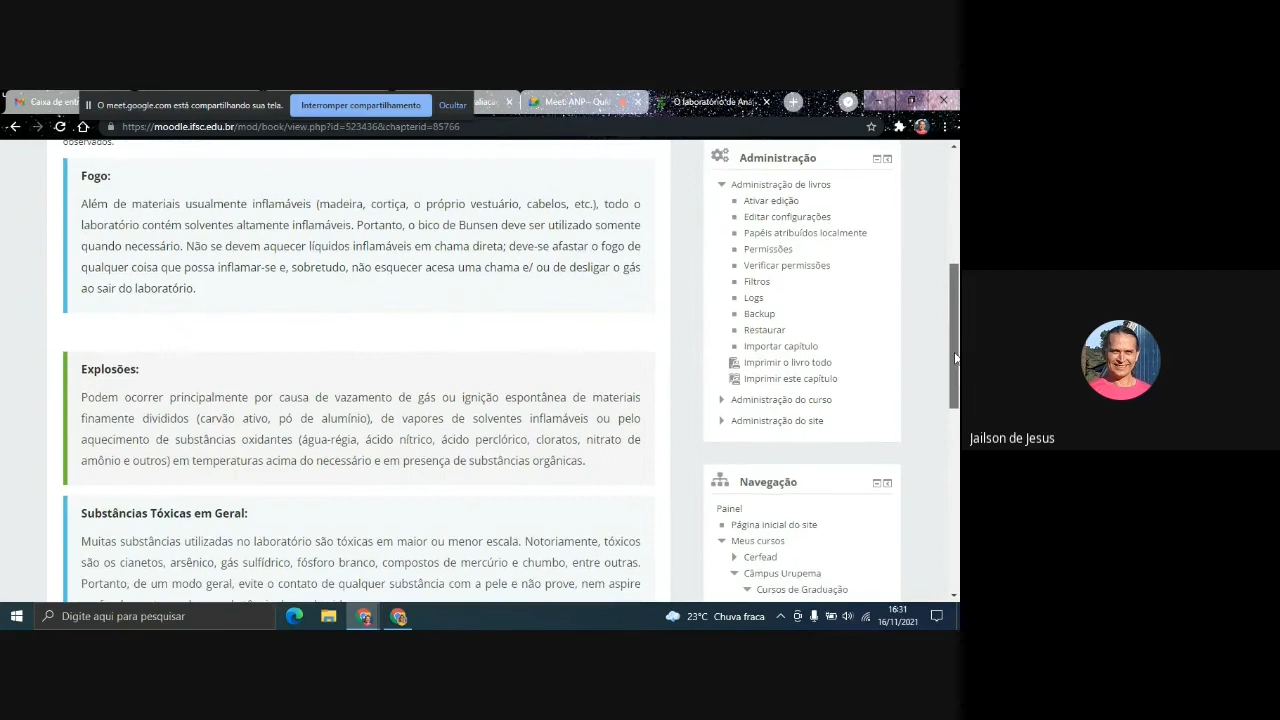 Caixa de entr
O meet.google.com está compartilhando sua tela.
Interromper compartilhamento
Ocultar
Meet: ANP – Quí
O laboratório de Aná
https://moodle.ifsc.edu.br/mod/book/view.php?id=523436&chapterid=85766
observados.
Fogo:
Além de materiais usualmente inflamáveis (madeira, cortiça, o próprio vestuário, cabelos, etc.), todo o
laboratório contém solventes altamente inflamáveis. Portanto, o bico de Bunsen deve ser utilizado somente
quando necessário. Não se devem aquecer líquidos inflamáveis em chama direta; deve-se afastar o fogo de
qualquer coisa que possa inflamar-se e, sobretudo, não esquecer acesa uma chama e/ ou de desligar o gás
ao sair do laboratório.
Explosões:
Podem ocorrer principalmente por causa de vazamento de gás ou ignição espontânea de materiais
finamente divididos (carvão ativo, pó de alumínio), de vapores de solventes inflamáveis ou pelo
aquecimento de substâncias oxidantes (água-régia, ácido nítrico, ácido perclórico, cloratos, nitrato de
amônio e outros) em temperaturas acima do necessário e em presença de substâncias orgânicas.
Substâncias Tóxicas em Geral:
Muitas substâncias utilizadas no laboratório são tóxicas em maior ou menor escala. Notoriamente, tóxicos
são os cianetos, arsênico, gás sulfídrico, fósforo branco, compostos de mercúrio e chumbo, entre outras.
Portanto, de um modo geral, evite o contato de qualquer substância com a pele e não prove, nem aspire
Administração
Administração de livros
Ativar edição
Editar configurações
Papéis atribuídos localmente
Permissões
Verificar permissões
Filtros
Logs
Backup
Restaurar
Importar capítulo
Imprimir o livro todo
Imprimir este capítulo
Administração do curso
Administração do site
Navegação
Painel
Página inicial do site
Meus cursos
Cerfead
Câmpus Urupema
Cursos de Graduação
Jailson de Jesus
Digite aqui para pesquisar
23°C Chuva fraca
16:31
16/11/2021